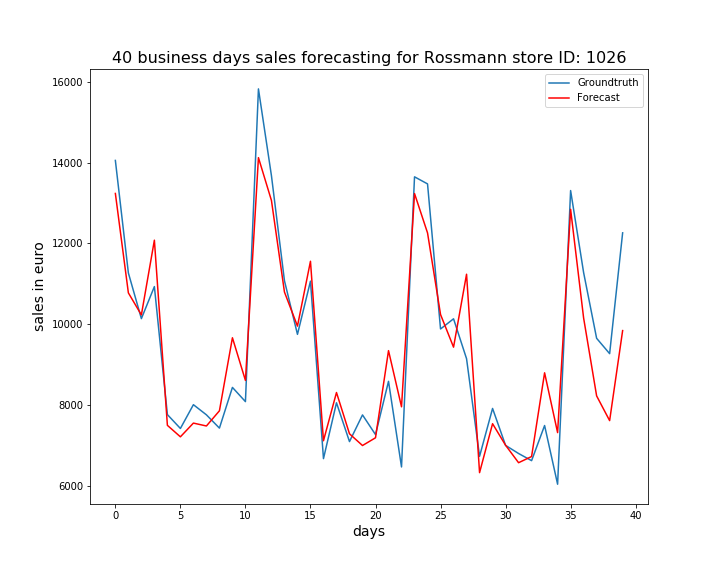 40 business days sales forecasting for Rossmann store ID: 1026
Groundtruth
Forecast
16000
14000
12000
10000
8000
6000
sales in euro
0 5 10 15 20 25 30 35 40
days